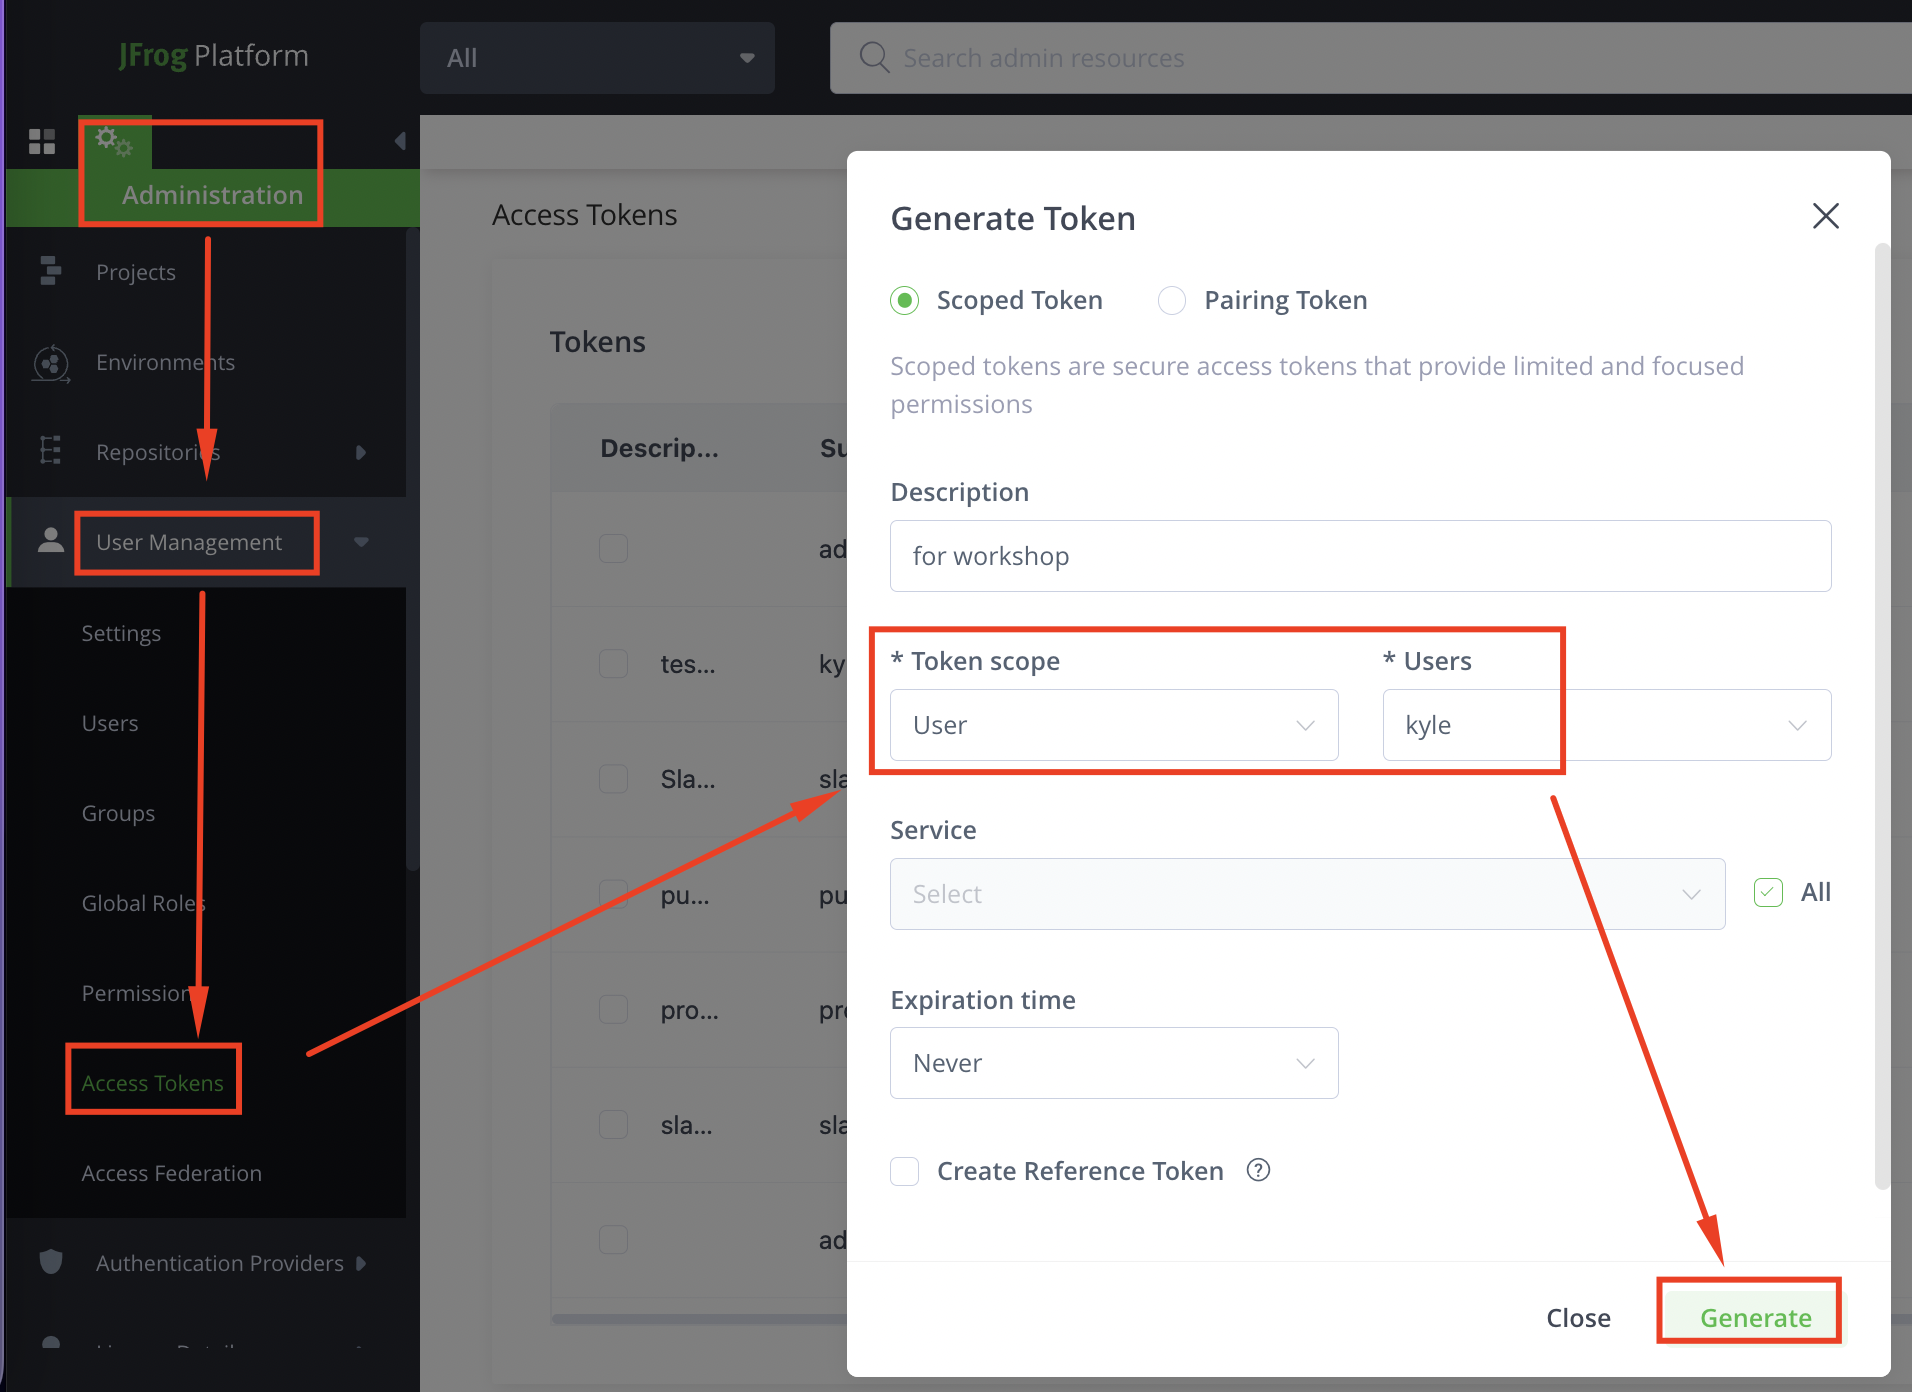 JFrog Platform
All
Search admin resources
Administration
Projects
Environments
Repositories
User Management
Settings
Users
Groups
Global Roles
Permission
Access Tokens
Access Federation
Authentication Providers
Access Tokens
Tokens
Descrip... Su
ad
tes... ky
Sla... sla
pu... pu
pro... pro
sla... sla
ad
Generate Token
Scoped Token
Pairing Token
Scoped tokens are secure access tokens that provide limited and focused
permissions
Description
for workshop
* Token scope
* Users
User
kyle
Service
Select
All
Expiration time
Never
Create Reference Token
Close
Generate